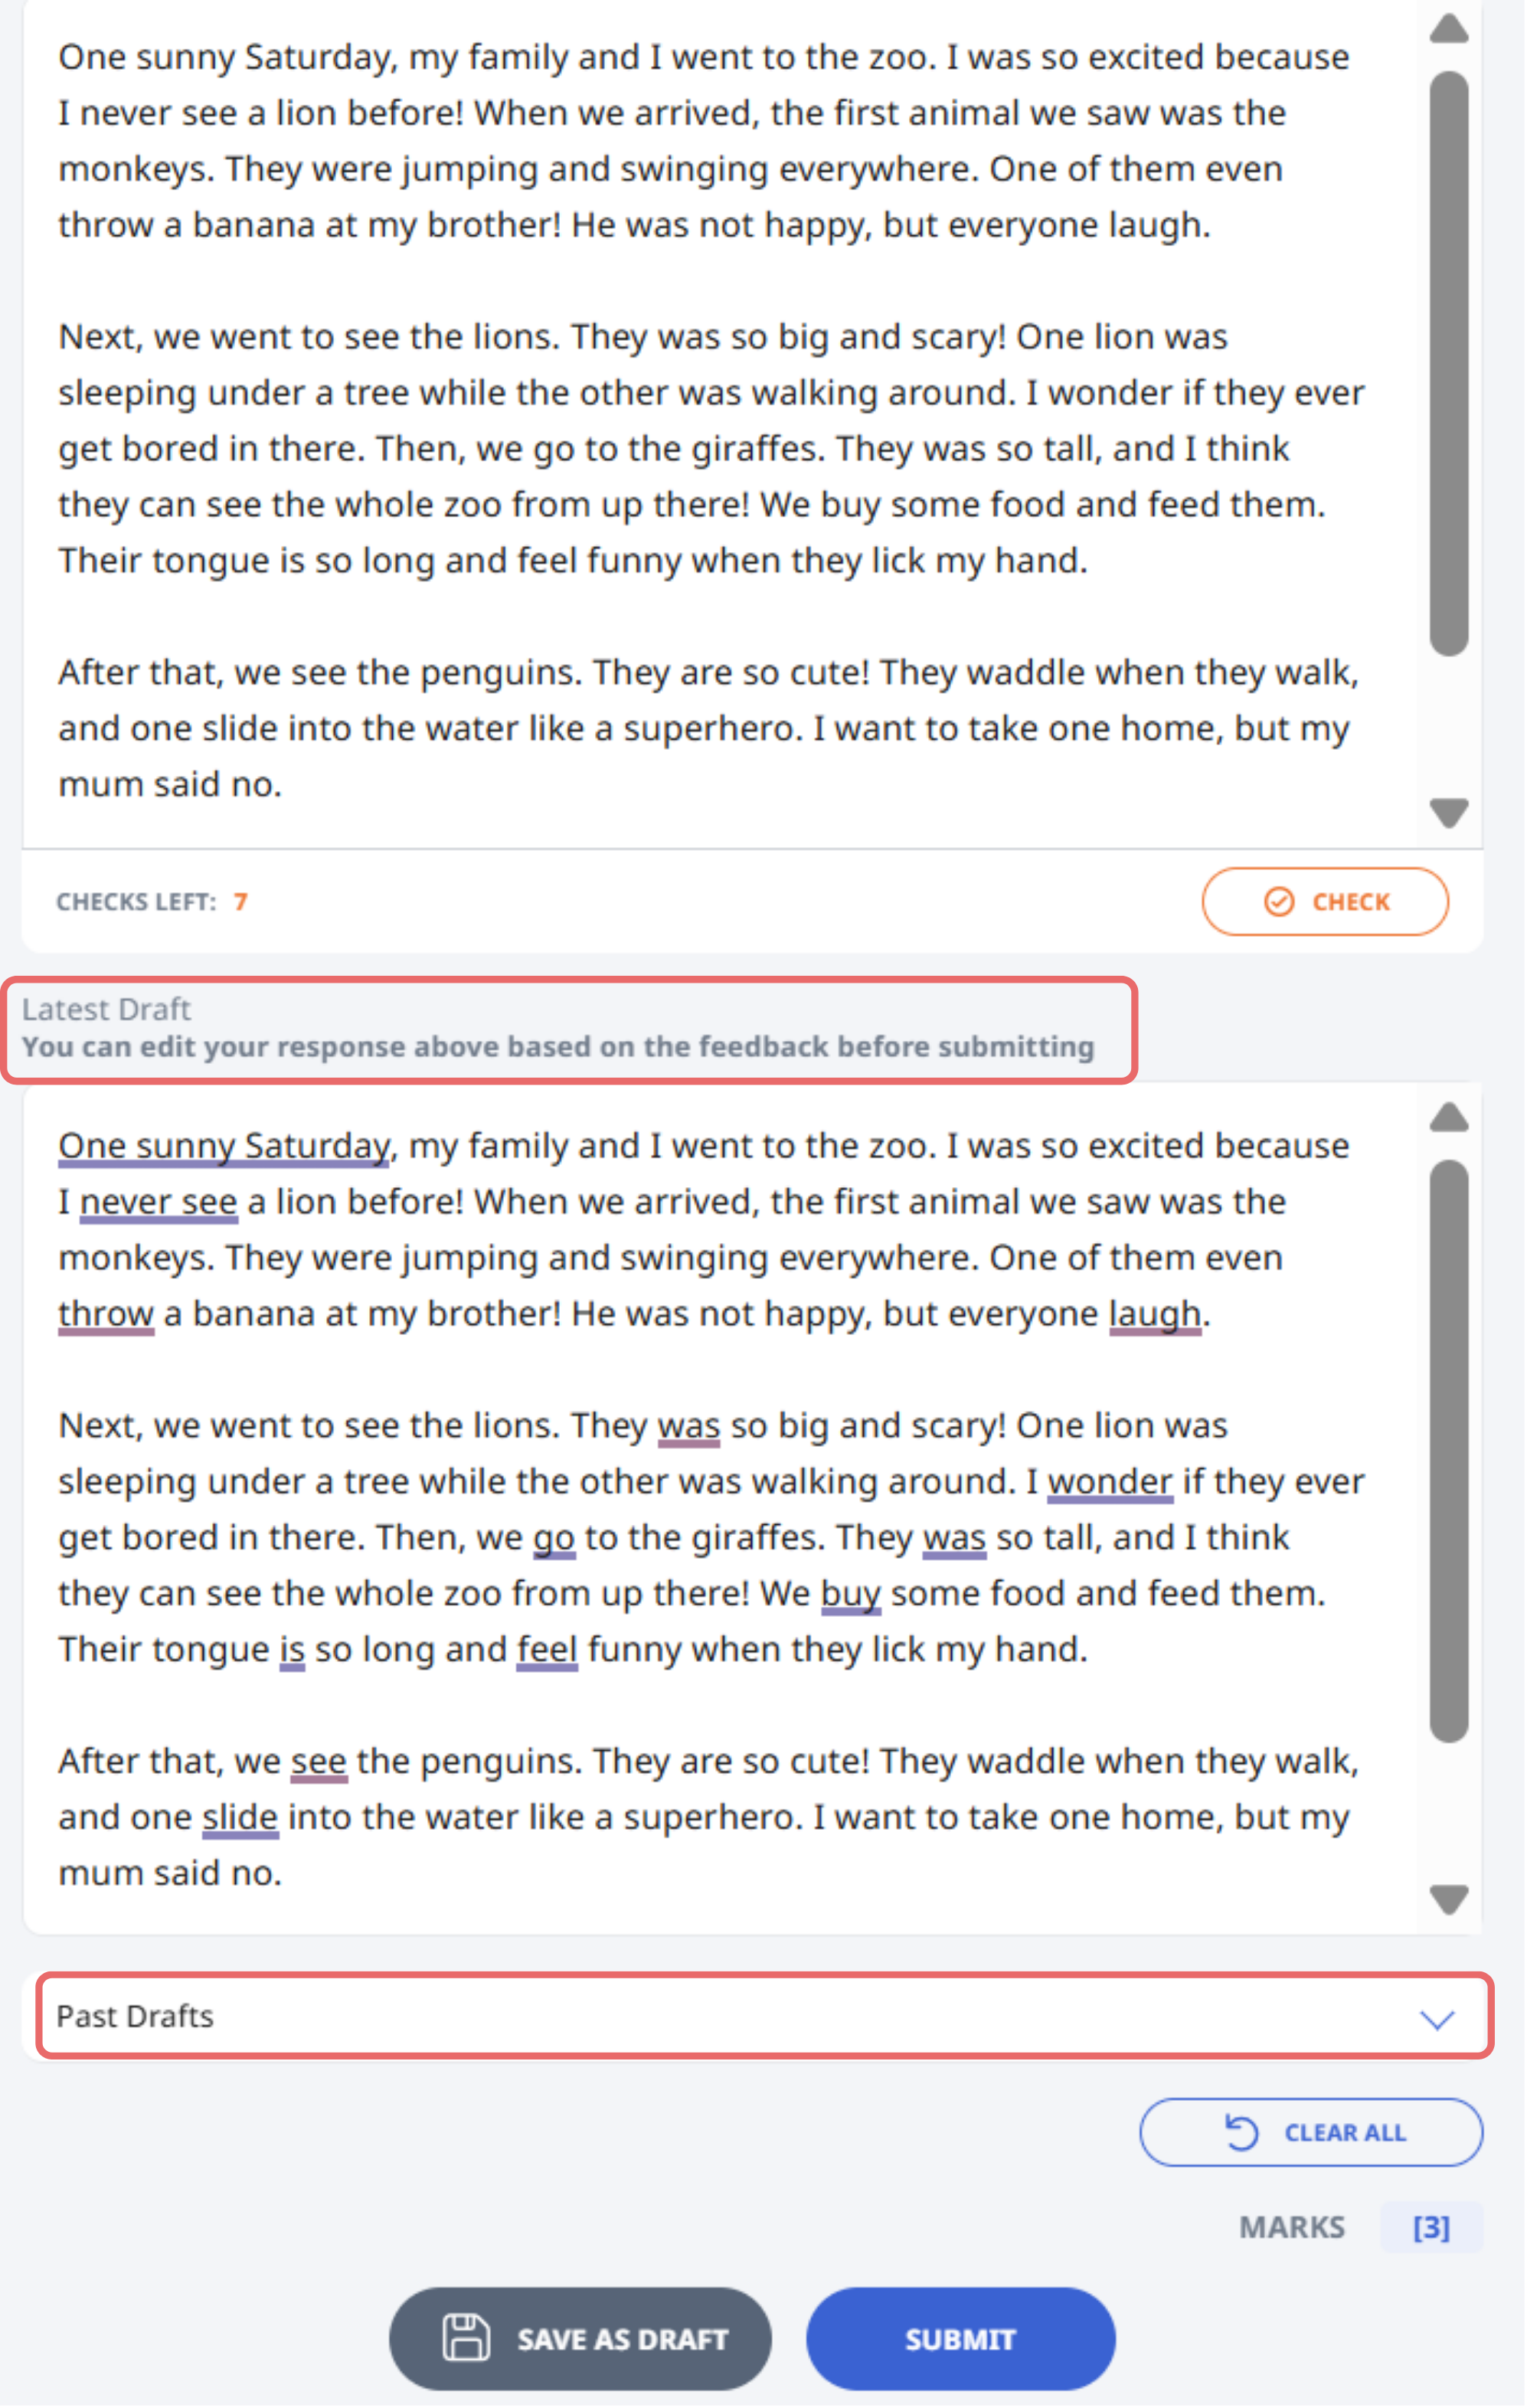 One sunny Saturday, my family and I went to the zoo. I was so excited because
I never see a lion before! When we arrived, the first animal we saw was the
monkeys. They were jumping and swinging everywhere. One of them even
throw a banana at my brother! He was not happy, but everyone laugh.
Next, we went to see the lions. They was so big and scary! One lion was
sleeping under a tree while the other was walking around. I wonder if they ever
get bored in there. Then, we go to the giraffes. They was so tall, and I think
they can see the whole zoo from up there! We buy some food and feed them.
Their tongue is so long and feel funny when they lick my hand.
After that, we see the penguins. They are so cute! They waddle when they walk,
and one slide into the water like a superhero. I want to take one home, but my
mum said no.
CHECKS LEFT: 7
CHECK
Latest Draft
You can edit your response above based on the feedback before submitting
One sunny Saturday, my family and I went to the zoo. I was so excited because
I never see a lion before! When we arrived, the first animal we saw was the
monkeys. They were jumping and swinging everywhere. One of them even
throw a banana at my brother! He was not happy, but everyone laugh.
Next, we went to see the lions. They was so big and scary! One lion was
sleeping under a tree while the other was walking around. I wonder if they ever
get bored in there. Then, we go to the giraffes. They was so tall, and I think
they can see the whole zoo from up there! We buy some food and feed them.
Their tongue is so long and feel funny when they lick my hand.
After that, we see the penguins. They are so cute! They waddle when they walk,
and one slide into the water like a superhero. I want to take one home, but my
mum said no.
Past Drafts
CLEAR ALL
MARKS [3]
SAVE AS DRAFT
SUBMIT